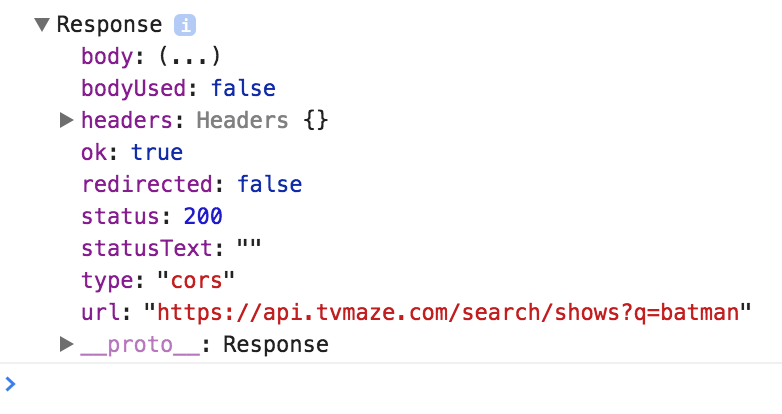 Response i
body: (...)
bodyUsed: false
headers: Headers {}
ok: true
redirected: false
status: 200
statusText: ""
type: "cors"
url: "https://api.tvmaze.com/search/shows?q=batman"
__proto__: Response